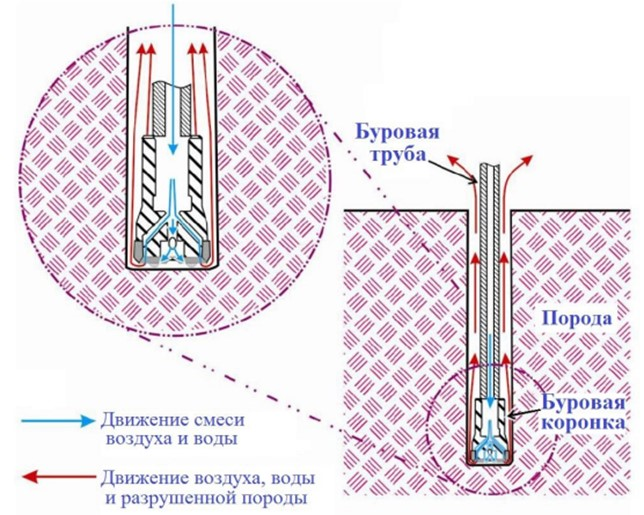 Буровая
труба
Порода
Буровая
коронка
Движение смеси
воздуха и воды
Движение воздуха, воды
и разрушенной породы